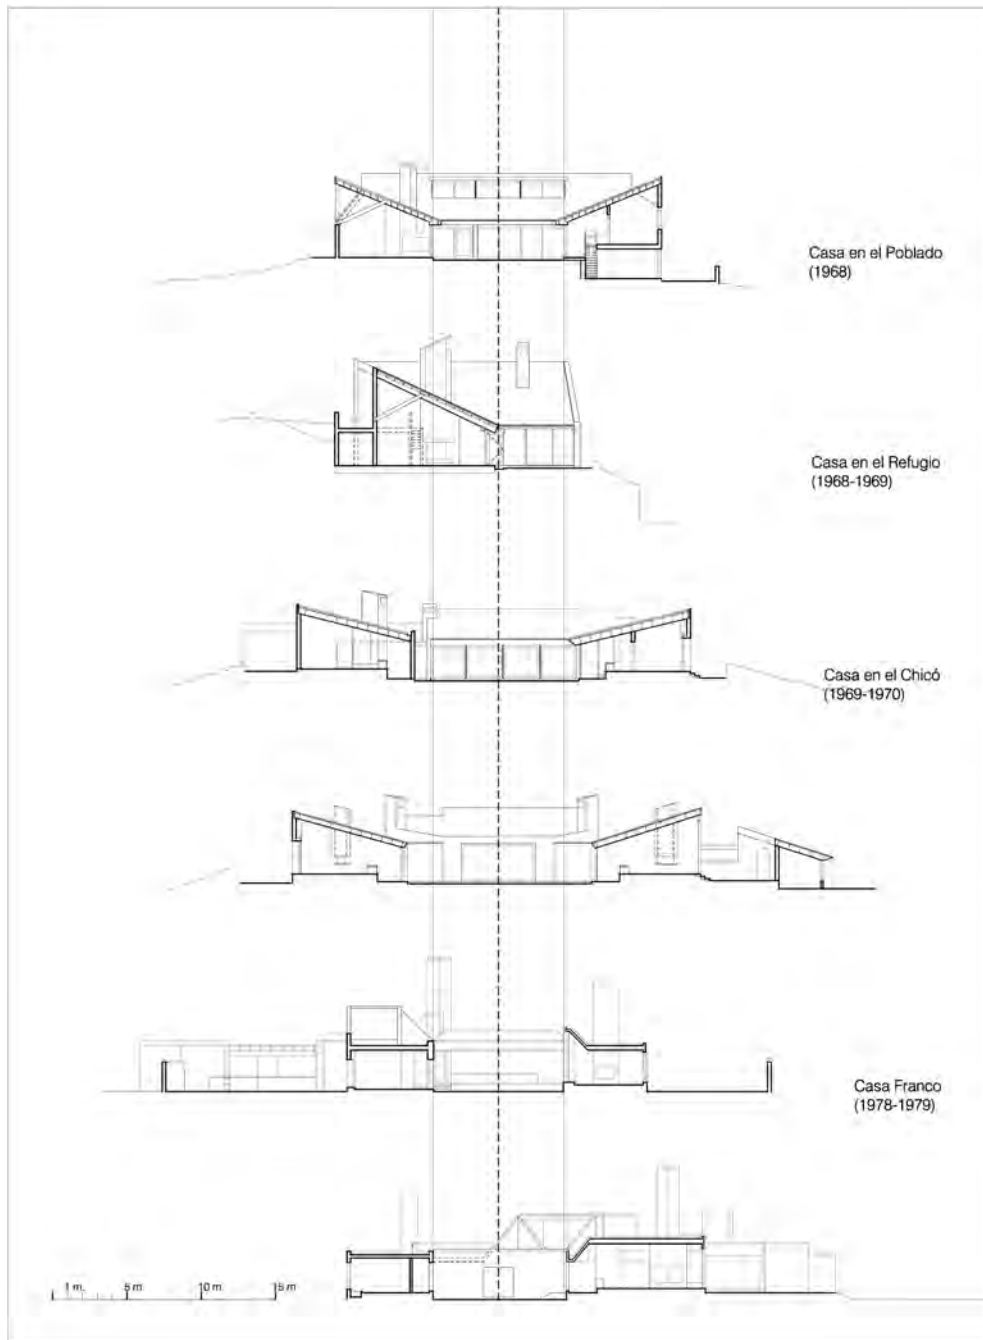 Casa en el Poblado
(1968)
Casa en el Refugio
(1968-1969)
Casa en el Chicó
(1969-1970)
Casa Franco
(1978-1979)
1 m. 5 m 10 m 15 m